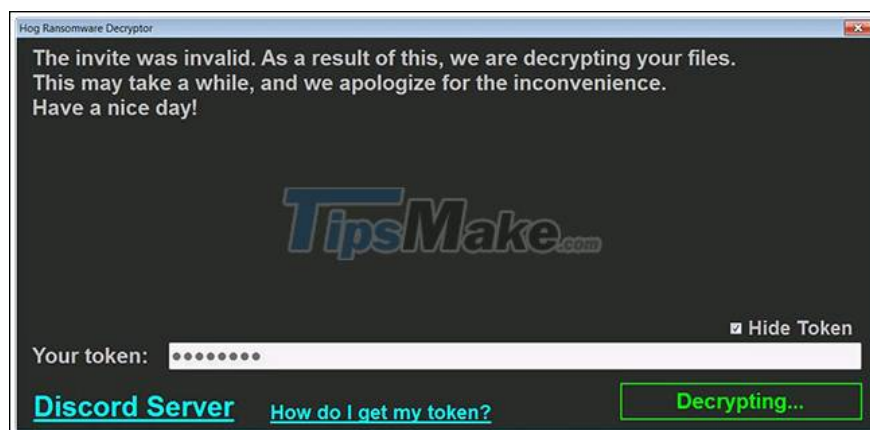 Hog Ransomware Decryptor
The invite was invalid. As a result of this, we are decrypting your files.
This may take a while, and we apologize for the inconvenience.
Have a nice day!
TipsMake.com
Hide Token
Your token: ●●●●●●●●
Discord Server
How do I get my token?
Decrypting...